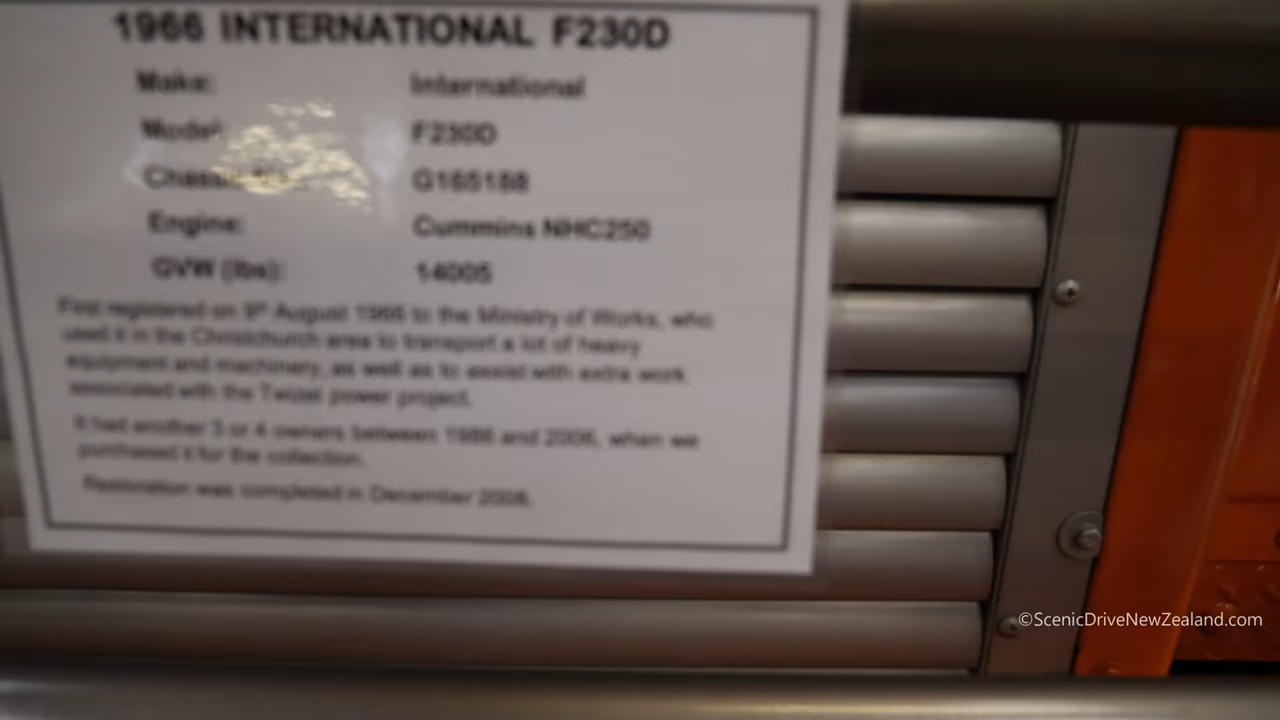 1966 INTERNATIONAL F230D
Make: International
Model: F230D
Chassis No.: G165188
Engine: Cummins NHC250
GVW (lbs): 14005
First registered on 9th August 1966 to the Ministry of Works, who
used it in the Christchurch area to transport a lot of heavy
equipment and machinery, as well as to assist with extra work
associated with the Twizel power project.
It had another 3 or 4 owners between 1986 and 2006, when we
purchased it for the collection.
Restoration was completed in December 2008.
©ScenicDriveNewZealand.com